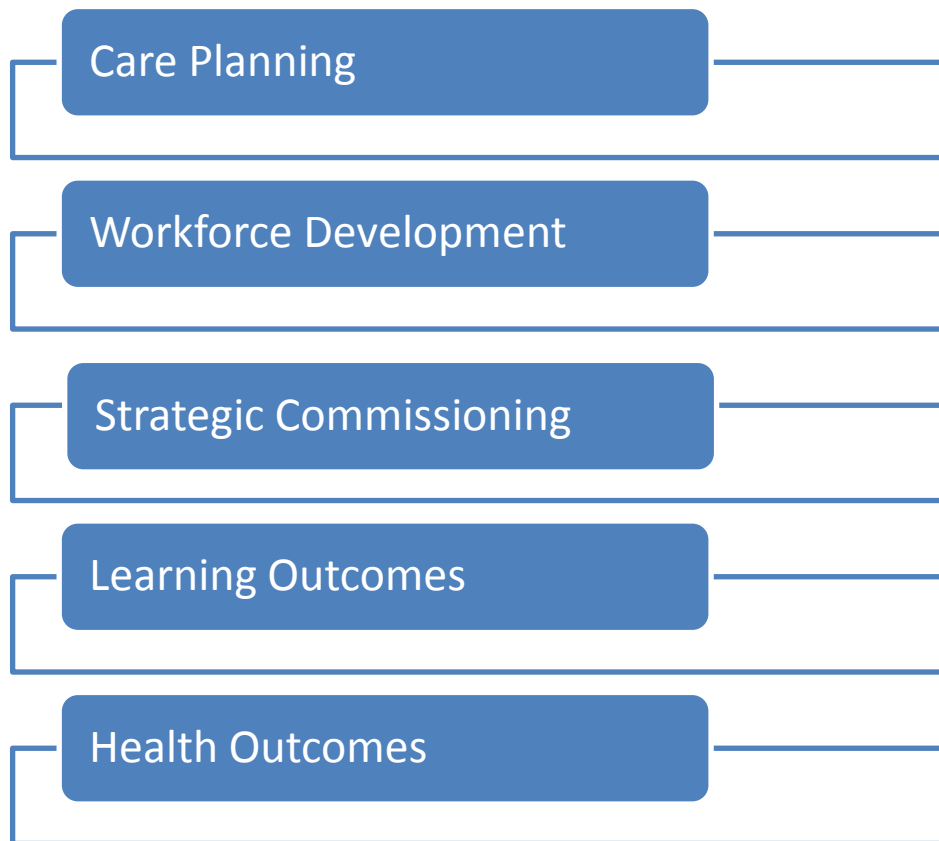 Care Planning
Workforce Development
Strategic Commissioning
Learning Outcomes
Health Outcomes